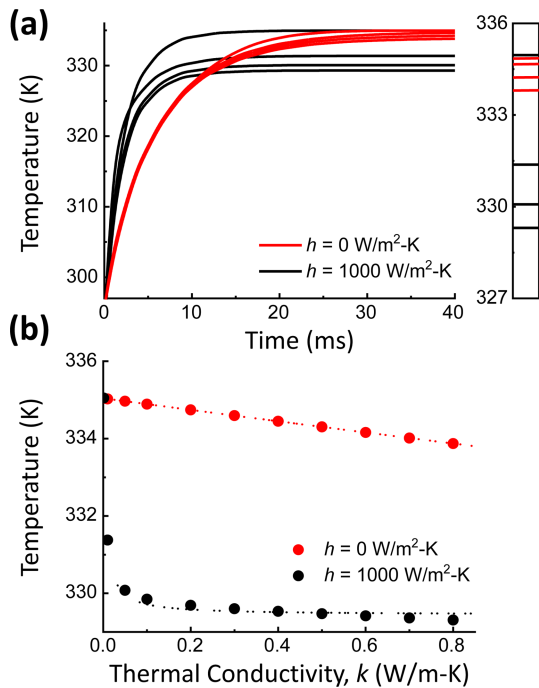 (a)
Temperature (K)
330
320
310
300
h = 0 W/m²-K
h = 1000 W/m²-K
0 10 20 30 40
Time (ms)
336
333
330
327
(b)
Temperature (K)
336
334
331
329
h = 0 W/m²-K
h = 1000 W/m²-K
0.0 0.2 0.4 0.6 0.8
Thermal Conductivity, k (W/m-K)